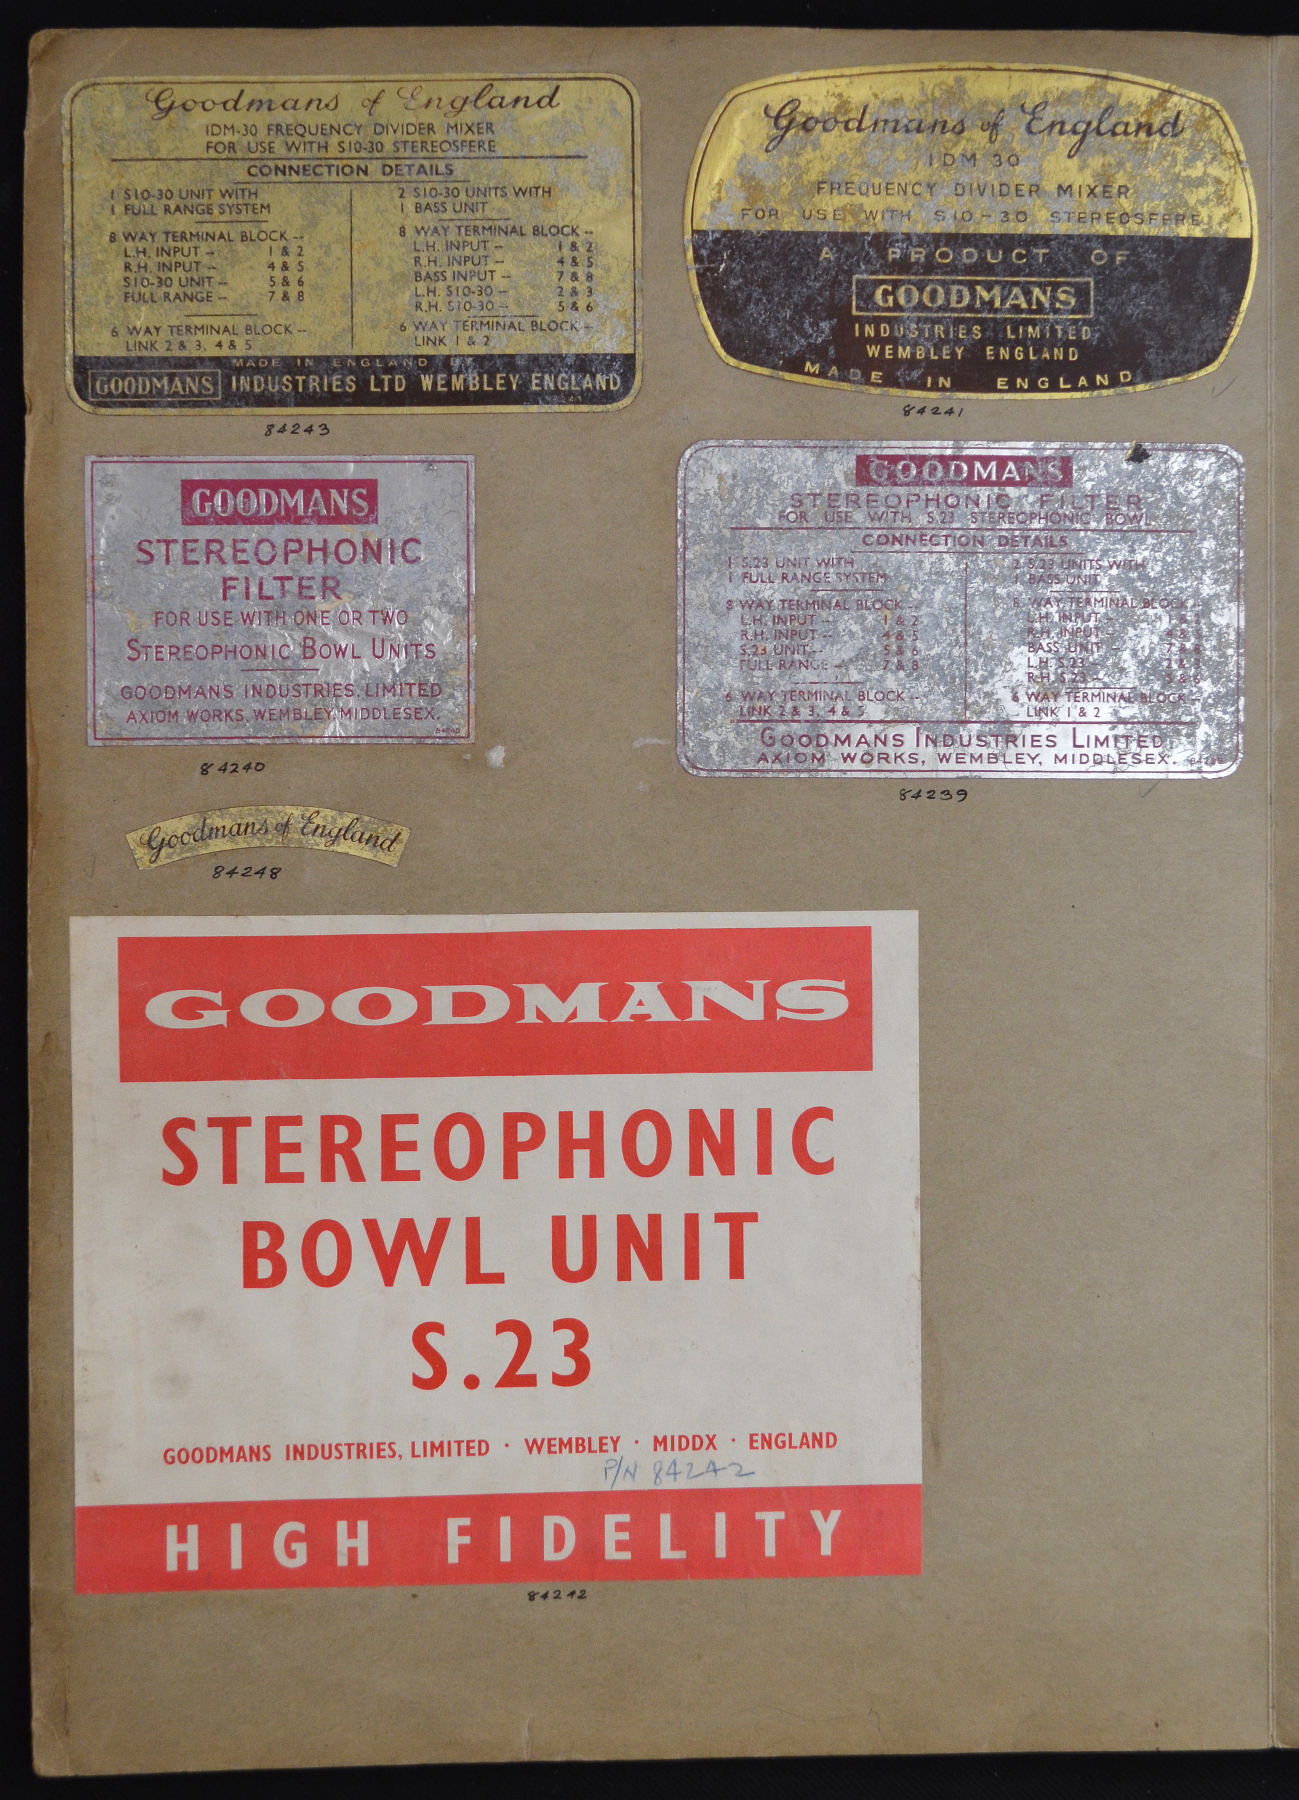 Goodmans of England
IDM-30 FREQUENCY DIVIDER MIXER
FOR USE WITH S10-30 STEREOSFERE
CONNECTION DETAILS
1 S10-30 UNIT WITH
1 FULL RANGE SYSTEM
8 WAY TERMINAL BLOCK --
L.H. INPUT -- 1 & 2
R.H. INPUT -- 4 & 5
S10-30 UNIT -- 5 & 6
FULL RANGE -- 7 & 8
6 WAY TERMINAL BLOCK --
LINK 2 & 3, 4 & 5
2 S10-30 UNITS WITH
1 BASS UNIT
8 WAY TERMINAL BLOCK --
L.H. INPUT -- 1 & 2
R.H. INPUT -- 4 & 5
BASS INPUT -- 7 & 8
L.H. S10-30 -- 2 & 3
R.H. S10-30 -- 5 & 6
6 WAY TERMINAL BLOCK --
LINK 1 & 2
MADE IN ENGLAND BY
GOODMANS INDUSTRIES LTD WEMBLEY ENGLAND
84243
Goodmans of England
IDM 30
FREQUENCY DIVIDER MIXER
FOR USE WITH S10-30 STEREOSFERE
A PRODUCT OF
GOODMANS
INDUSTRIES LIMITED
WEMBLEY ENGLAND
MADE IN ENGLAND
84241
GOODMANS
STEREOPHONIC
FILTER
FOR USE WITH ONE OR TWO
STEREOPHONIC BOWL UNITS
GOODMANS INDUSTRIES, LIMITED
AXIOM WORKS, WEMBLEY, MIDDLESEX.
84240
84240
GOODMANS
STEREOPHONIC FILTER
FOR USE WITH S.23 STEREOPHONIC BOWL
CONNECTION DETAILS
1 S.23 UNIT WITH
1 FULL RANGE SYSTEM
8 WAY TERMINAL BLOCK --
L.H. INPUT -- 1 & 2
R.H. INPUT -- 4 & 5
S.23 UNIT -- 5 & 6
FULL RANGE -- 7 & 8
6 WAY TERMINAL BLOCK --
LINK 2 & 3, 4 & 5
2 S.23 UNITS WITH
1 BASS UNIT
8 WAY TERMINAL BLOCK --
L.H. INPUT --
R.H. INPUT -- 4 & 5
BASS UNIT --
L.H. S.23 -- 2 & 3
R.H. S.23 -- 5 & 6
6 WAY TERMINAL BLOCK --
LINK 1 & 2
GOODMANS INDUSTRIES LIMITED
AXIOM WORKS, WEMBLEY, MIDDLESEX.
84239
Goodmans of England
84248
GOODMANS
STEREOPHONIC
BOWL UNIT
S.23
GOODMANS INDUSTRIES, LIMITED · WEMBLEY · MIDDX · ENGLAND
P/N 84242
HIGH FIDELITY
84242